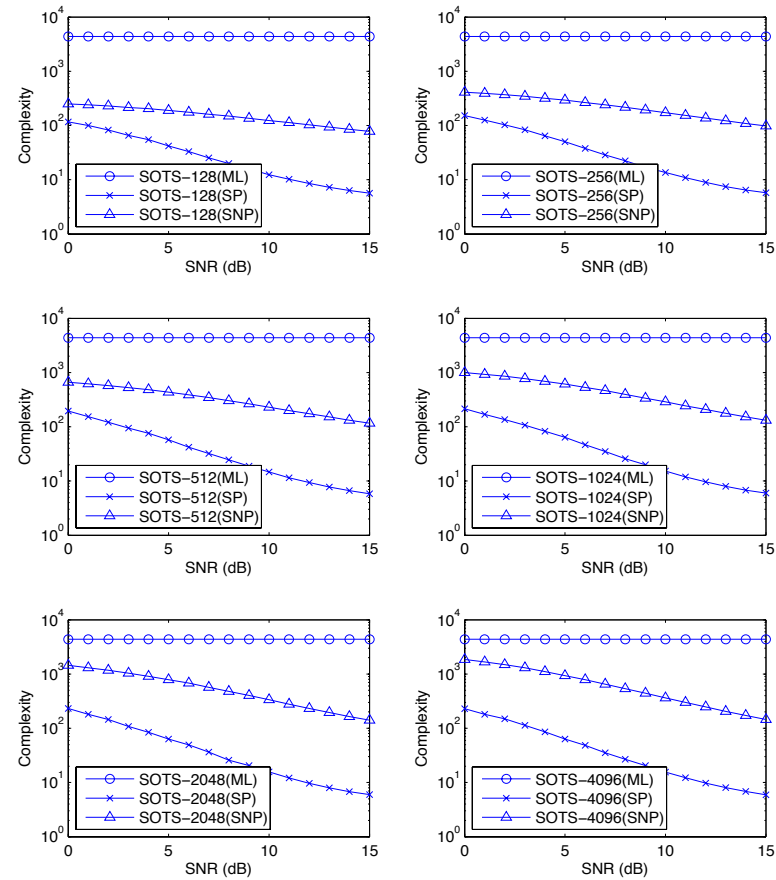 10^4
10^3
10^2
10^1
10^0
Complexity
SOTS−128(ML)
SOTS−128(SP)
SOTS−128(SNP)
0 5 10 15
SNR (dB)
10^4
10^3
10^2
10^1
10^0
Complexity
SOTS−256(ML)
SOTS−256(SP)
SOTS−256(SNP)
0 5 10 15
SNR (dB)
10^4
10^3
10^2
10^1
10^0
Complexity
SOTS−512(ML)
SOTS−512(SP)
SOTS−512(SNP)
0 5 10 15
SNR (dB)
10^4
10^3
10^2
10^1
10^0
Complexity
SOTS−1024(ML)
SOTS−1024(SP)
SOTS−1024(SNP)
0 5 10 15
SNR (dB)
10^4
10^3
10^2
10^1
10^0
Complexity
SOTS−2048(ML)
SOTS−2048(SP)
SOTS−2048(SNP)
0 5 10 15
SNR (dB)
10^4
10^3
10^2
10^1
10^0
Complexity
SOTS−4096(ML)
SOTS−4096(SP)
SOTS−4096(SNP)
0 5 10 15
SNR (dB)